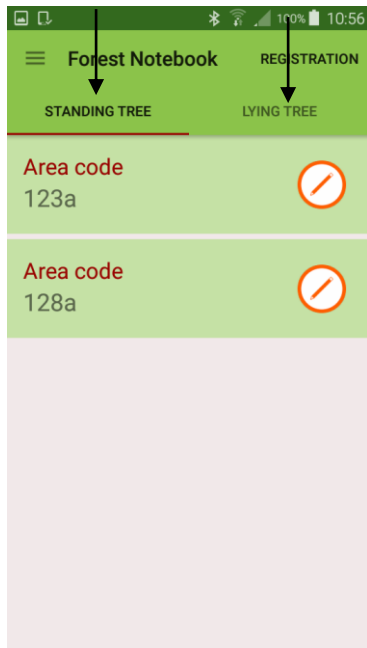 100% 10:56
Forest Notebook REGISTRATION
STANDING TREE LYING TREE
Area code
123a
Area code
128a